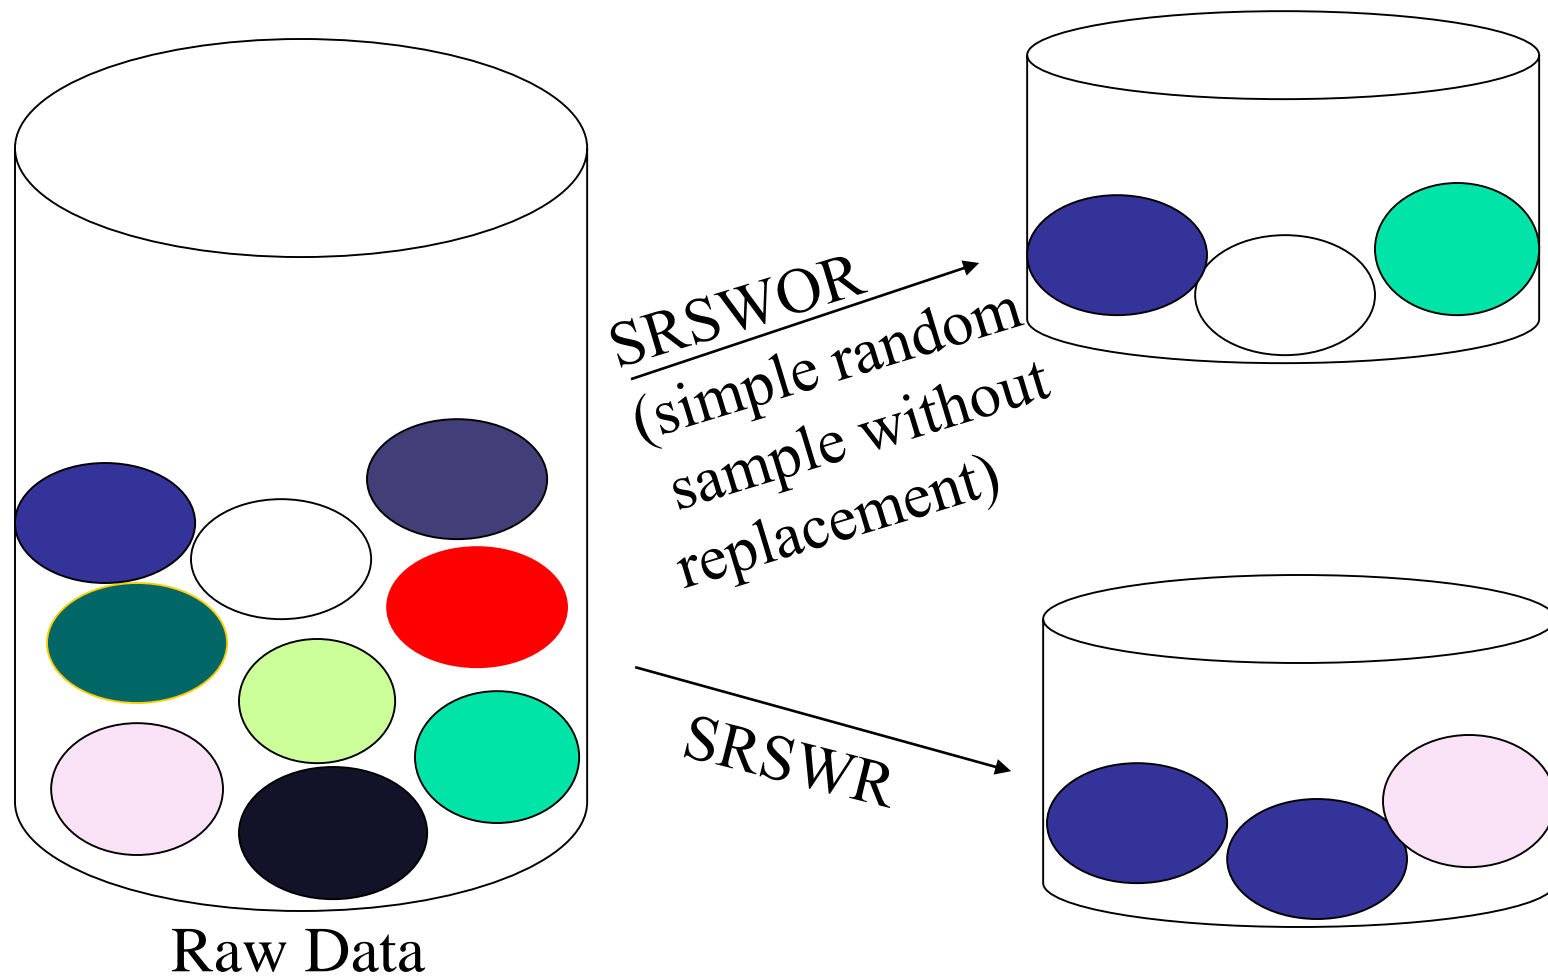 SRSWOR
(simple random
sample without
replacement)
SRSWR
Raw Data